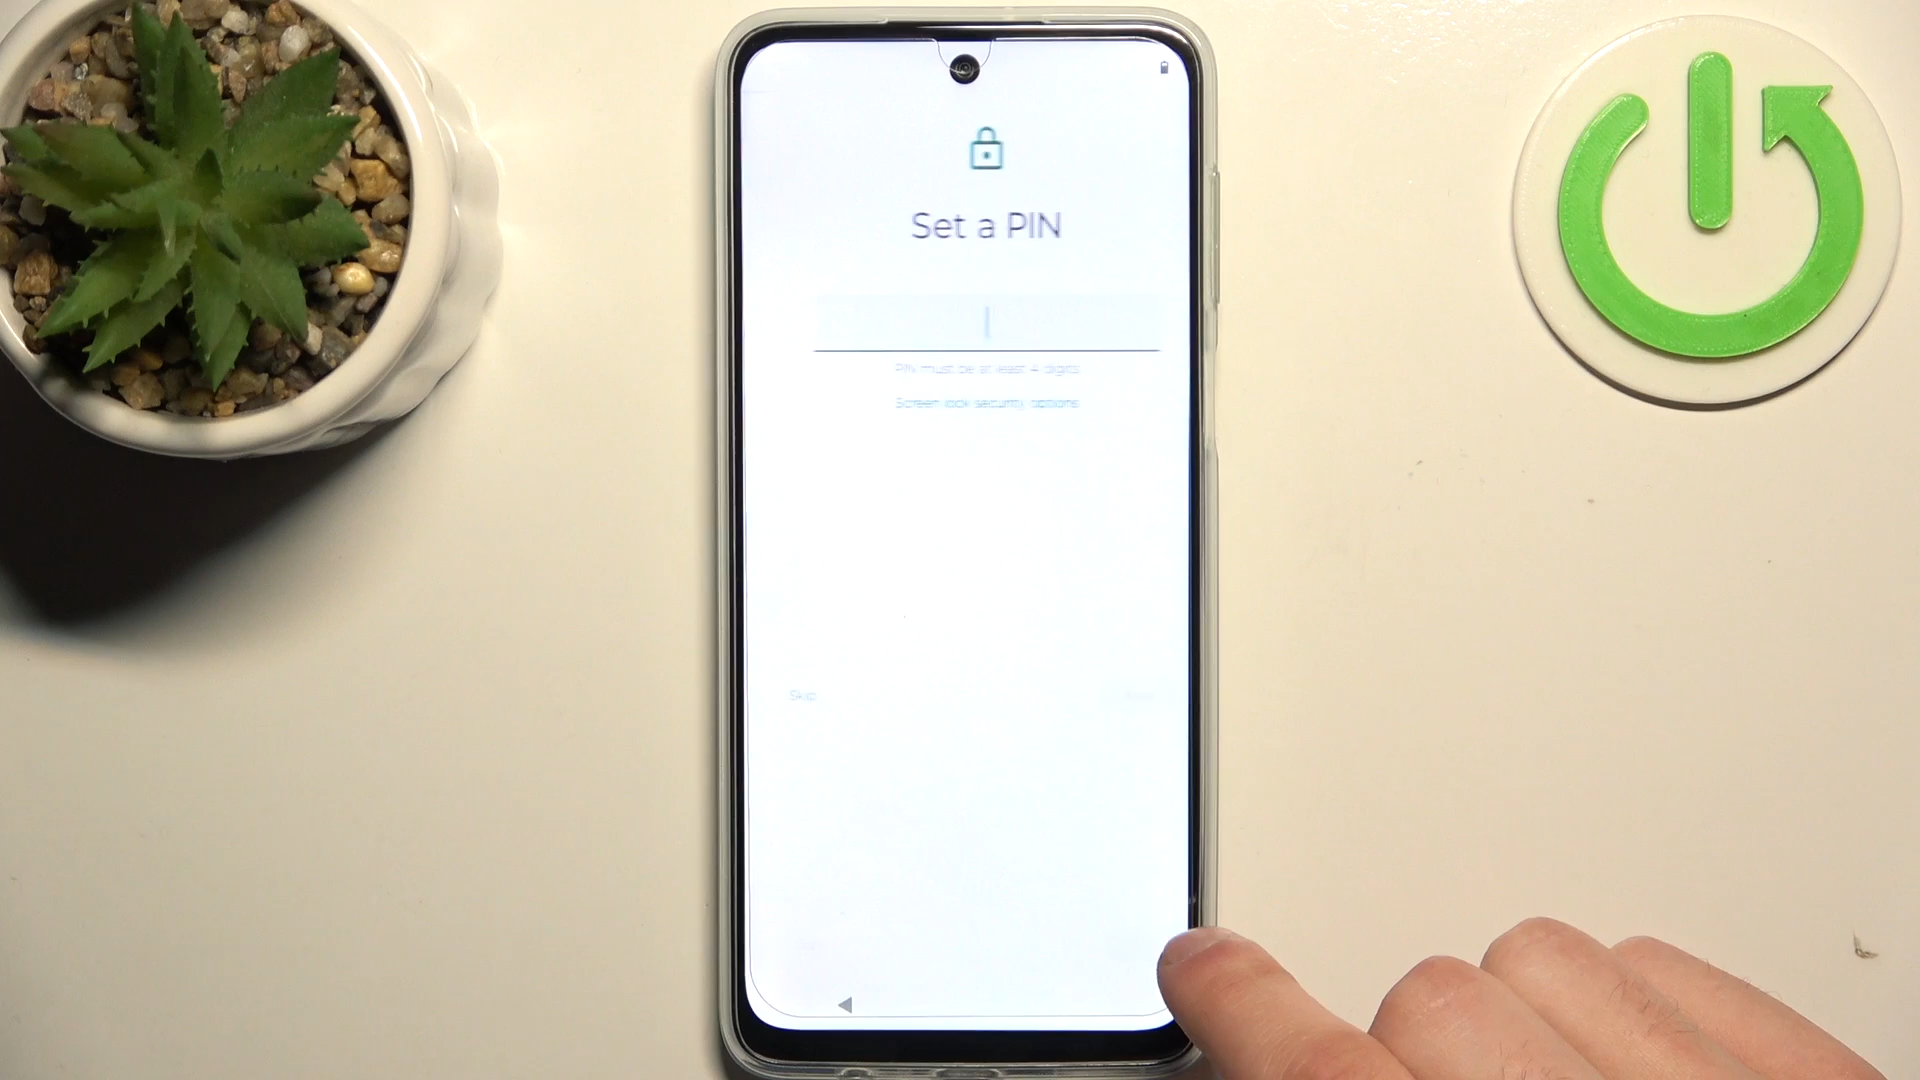 Set a PIN
PIN must be at least 4 digits
Screen lock security options
Skip